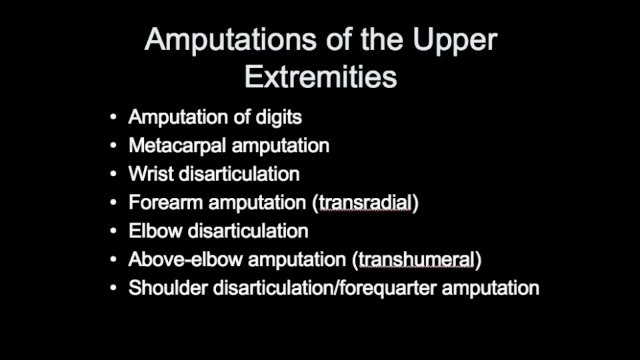 Amputations of the Upper
Extremities
• Amputation of digits
• Metacarpal amputation
• Wrist disarticulation
• Forearm amputation (transradial)
• Elbow disarticulation
• Above-elbow amputation (transhumeral)
• Shoulder disarticulation/forequarter amputation